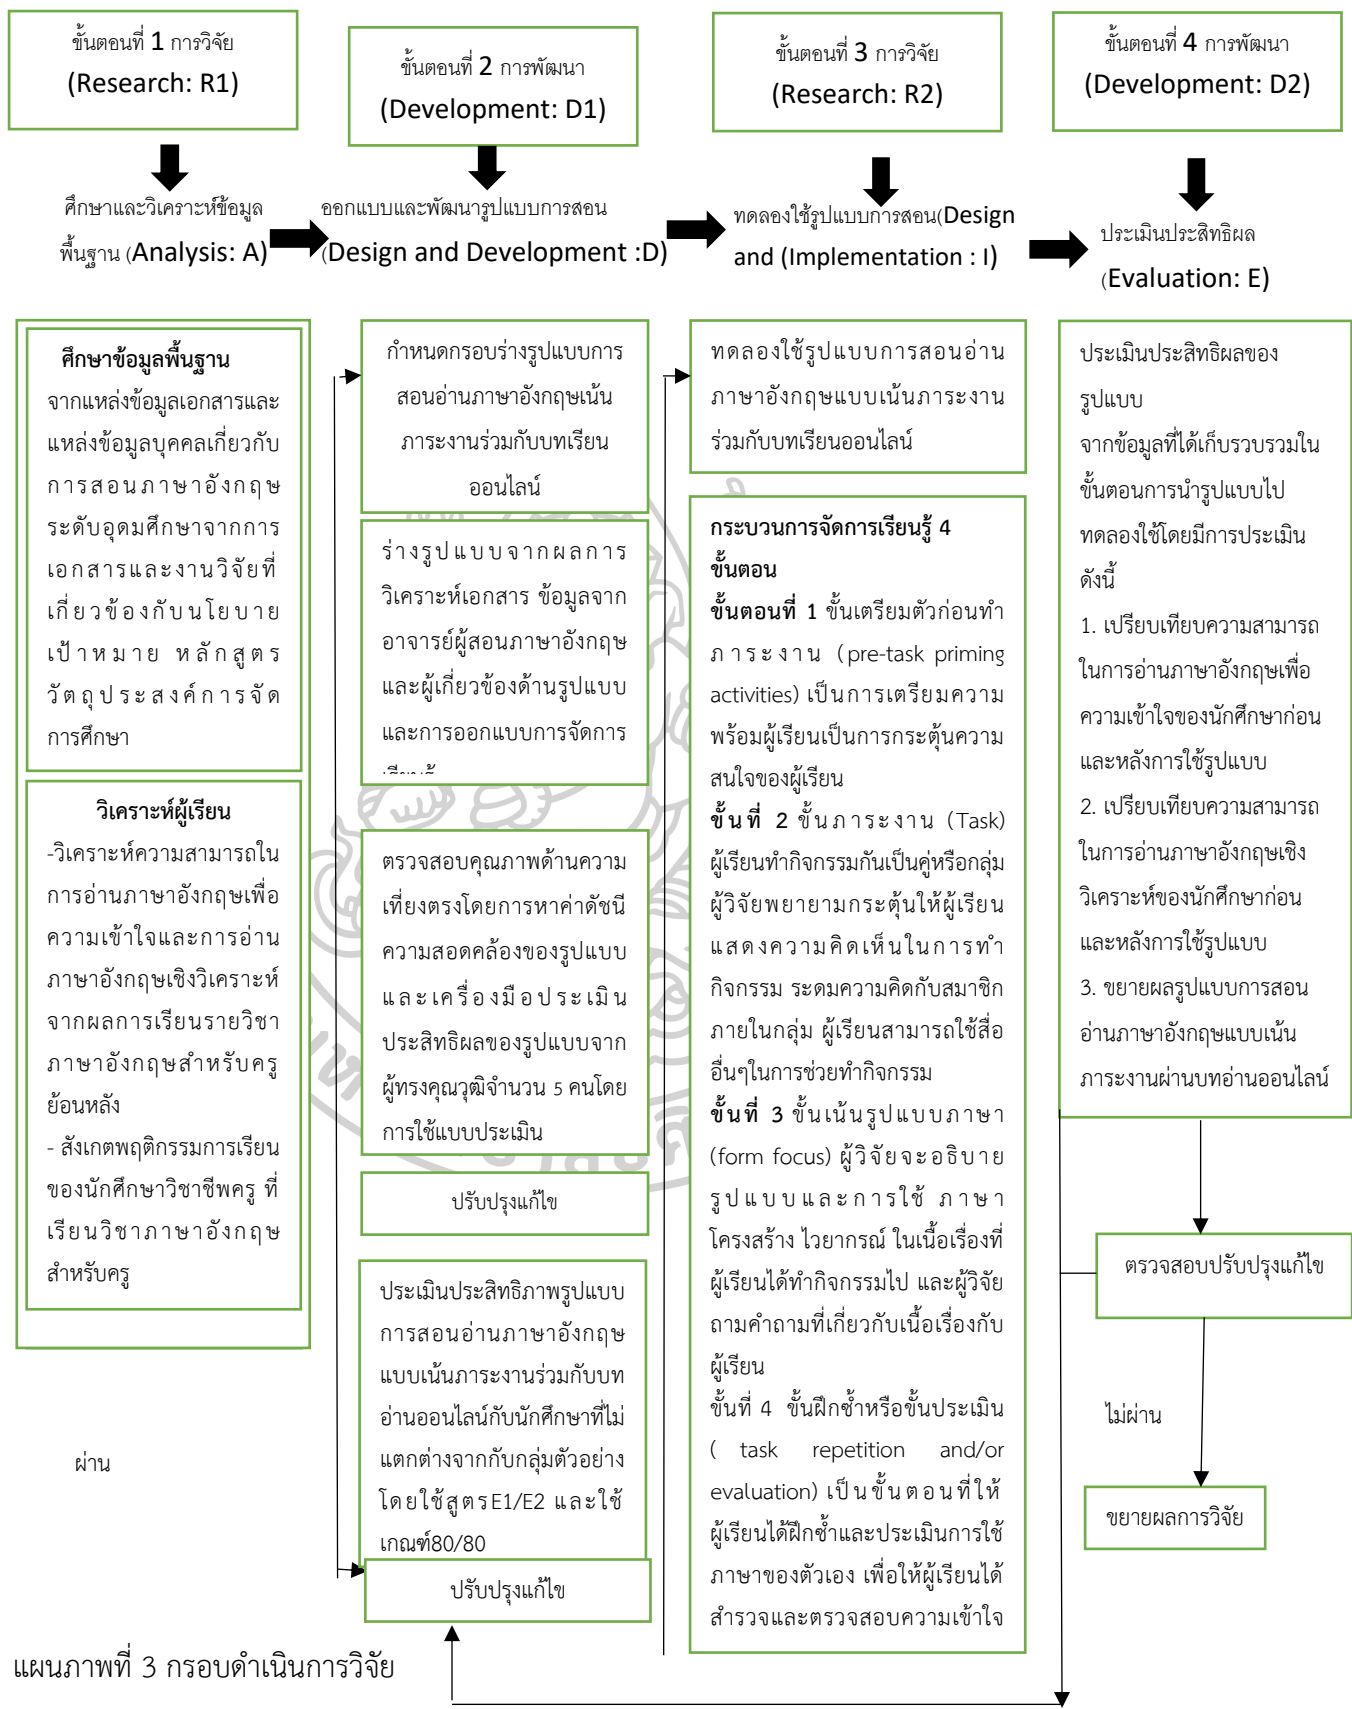 ขั้นตอนที่ 1 การวิจัย
(Research: R1)
ขั้นตอนที่ 2 การพัฒนา
(Development: D1)
ขั้นตอนที่ 3 การวิจัย
(Research: R2)
ขั้นตอนที่ 4 การพัฒนา
(Development: D2)
ศึกษาและวิเคราะห์ข้อมูล
พื้นฐาน (Analysis: A)
ออกแบบและพัฒนารูปแบบการสอน
(Design and Development :D)
ทดลองใช้รูปแบบการสอน(Design
and (Implementation : I)
ประเมินประสิทธิผล
(Evaluation: E)
ศึกษาข้อมูลพื้นฐาน
จากแหล่งข้อมูลเอกสารและ
แหล่งข้อมูลบุคคลเกี่ยวกับ
การสอนภาษาอังกฤษ
ระดับอุดมศึกษาจากการ
เอกสารและงานวิจัยที่
เกี่ยวข้องกับนโยบาย
เป้าหมาย หลักสูตร
วัตถุประสงค์การจัด
การศึกษา
วิเคราะห์ผู้เรียน
-วิเคราะห์ความสามารถใน
การอ่านภาษาอังกฤษเพื่อ
ความเข้าใจและการอ่าน
ภาษาอังกฤษเชิงวิเคราะห์
จากผลการเรียนรายวิชา
ภาษาอังกฤษสำหรับครู
ย้อนหลัง
- สังเกตพฤติกรรมการเรียน
ของนักศึกษาวิชาชีพครู ที่
เรียนวิชาภาษาอังกฤษ
สำหรับครู
ผ่าน
กำหนดกรอบร่างรูปแบบการ
สอนอ่านภาษาอังกฤษเน้น
ภาระงานร่วมกับบทเรียน
ออนไลน์
ร่างรูปแบบจากผลการ
วิเคราะห์เอกสาร ข้อมูลจาก
อาจารย์ผู้สอนภาษาอังกฤษ
และผู้เกี่ยวข้องด้านรูปแบบ
และการออกแบบการจัดการ
ตรวจสอบคุณภาพด้านความ
เที่ยงตรงโดยการหาค่าดัชนี
ความสอดคล้องของรูปแบบ
และเครื่องมือประเมิน
ประสิทธิผลของรูปแบบจาก
ผู้ทรงคุณวุฒิจำนวน 5 คนโดย
การใช้แบบประเมิน
ปรับปรุงแก้ไข
ประเมินประสิทธิภาพรูปแบบ
การสอนอ่านภาษาอังกฤษ
แบบเน้นภาระงานร่วมกับบท
อ่านออนไลน์กับนักศึกษาที่ไม่
แตกต่างจากกับกลุ่มตัวอย่าง
โดยใช้สูตรE1/E2 และใช้
เกณฑ์80/80
ปรับปรุงแก้ไข
ทดลองใช้รูปแบบการสอนอ่าน
ภาษาอังกฤษแบบเน้นภาระงาน
ร่วมกับบทเรียนออนไลน์
กระบวนการจัดการเรียนรู้ 4
ขั้นตอน
ขั้นตอนที่ 1 ขั้นเตรียมตัวก่อนทำ
ภาระงาน (pre-task priming
activities) เป็นการเตรียมความ
พร้อมผู้เรียนเป็นการกระตุ้นความ
สนใจของผู้เรียน
ขั้นที่ 2 ขั้นภาระงาน (Task)
ผู้เรียนทำกิจกรรมกันเป็นคู่หรือกลุ่ม
ผู้วิจัยพยายามกระตุ้นให้ผู้เรียน
แสดงความคิดเห็นในการทำ
กิจกรรม ระดมความคิดกับสมาชิก
ภายในกลุ่ม ผู้เรียนสามารถใช้สื่อ
อื่นๆในการช่วยทำกิจกรรม
ขั้นที่ 3 ขั้นเน้นรูปแบบภาษา
(form focus) ผู้วิจัยจะอธิบาย
รูปแบบและการใช้ ภาษา
โครงสร้าง ไวยากรณ์ ในเนื้อเรื่องที่
ผู้เรียนได้ทำกิจกรรมไป และผู้วิจัย
ถามคำถามที่เกี่ยวกับเนื้อเรื่องกับ
ผู้เรียน
ขั้นที่ 4 ขั้นฝึกซ้ำหรือขั้นประเมิน
( task repetition and/or
evaluation) เป็นขั้นตอนที่ให้
ผู้เรียนได้ฝึกซ้ำและประเมินการใช้
ภาษาของตัวเอง เพื่อให้ผู้เรียนได้
สำรวจและตรวจสอบความเข้าใจ
ประเมินประสิทธิผลของ
รูปแบบ
จากข้อมูลที่ได้เก็บรวบรวมใน
ขั้นตอนการนำรูปแบบไป
ทดลองใช้โดยมีการประเมิน
ดังนี้
1. เปรียบเทียบความสามารถ
ในการอ่านภาษาอังกฤษเพื่อ
ความเข้าใจของนักศึกษาก่อน
และหลังการใช้รูปแบบ
2. เปรียบเทียบความสามารถ
ในการอ่านภาษาอังกฤษเชิง
วิเคราะห์ของนักศึกษาก่อน
และหลังการใช้รูปแบบ
3. ขยายผลรูปแบบการสอน
อ่านภาษาอังกฤษแบบเน้น
ภาระงานผ่านบทอ่านออนไลน์
ตรวจสอบปรับปรุงแก้ไข
ไม่ผ่าน
ขยายผลการวิจัย
แผนภาพที่ 3 กรอบดำเนินการวิจัย